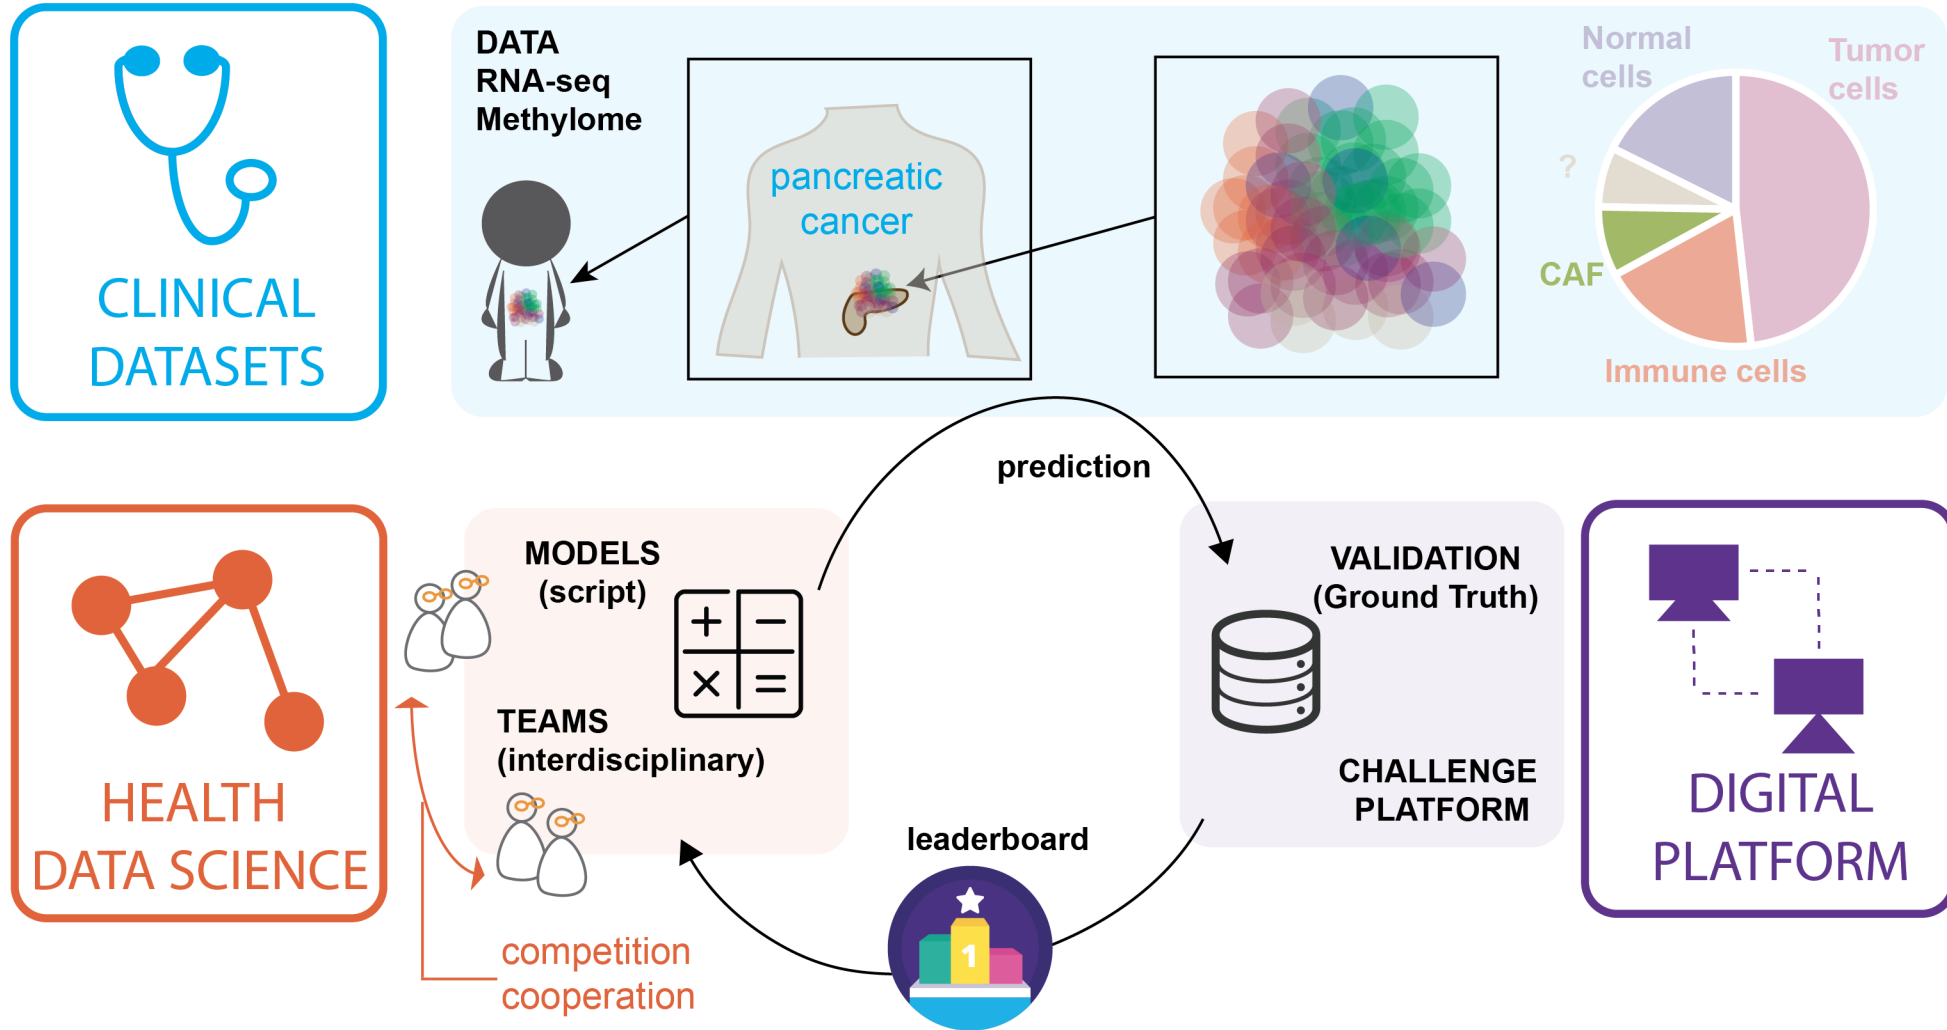 CLINICAL
DATASETS
DATA
RNA-seq
Methylome
pancreatic
cancer
Normal
cells
Tumor
cells
?
CAF
Immune cells
prediction
HEALTH
DATA SCIENCE
MODELS
(script)
TEAMS
(interdisciplinary)
competition
cooperation
leaderboard
1
VALIDATION
(Ground Truth)
CHALLENGE
PLATFORM
DIGITAL
PLATFORM